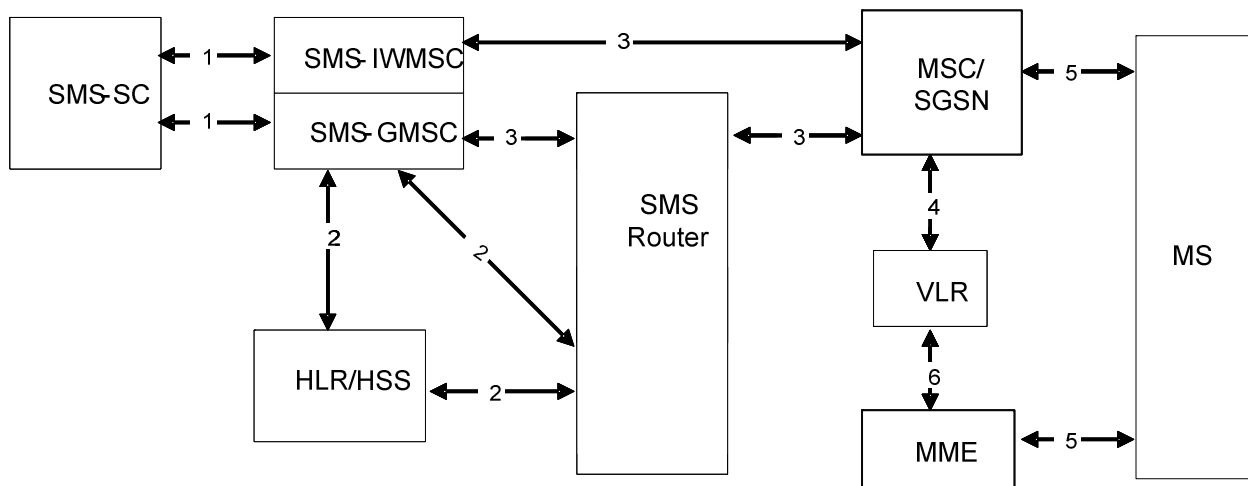 SMS-SC
1
1
SMS-IWMSC
SMS-GMSC
3
3
3
MSC/
SGSN
5
2
2
SMS
Router
4
MS
VLR
HLR/HSS
2
6
MME
5